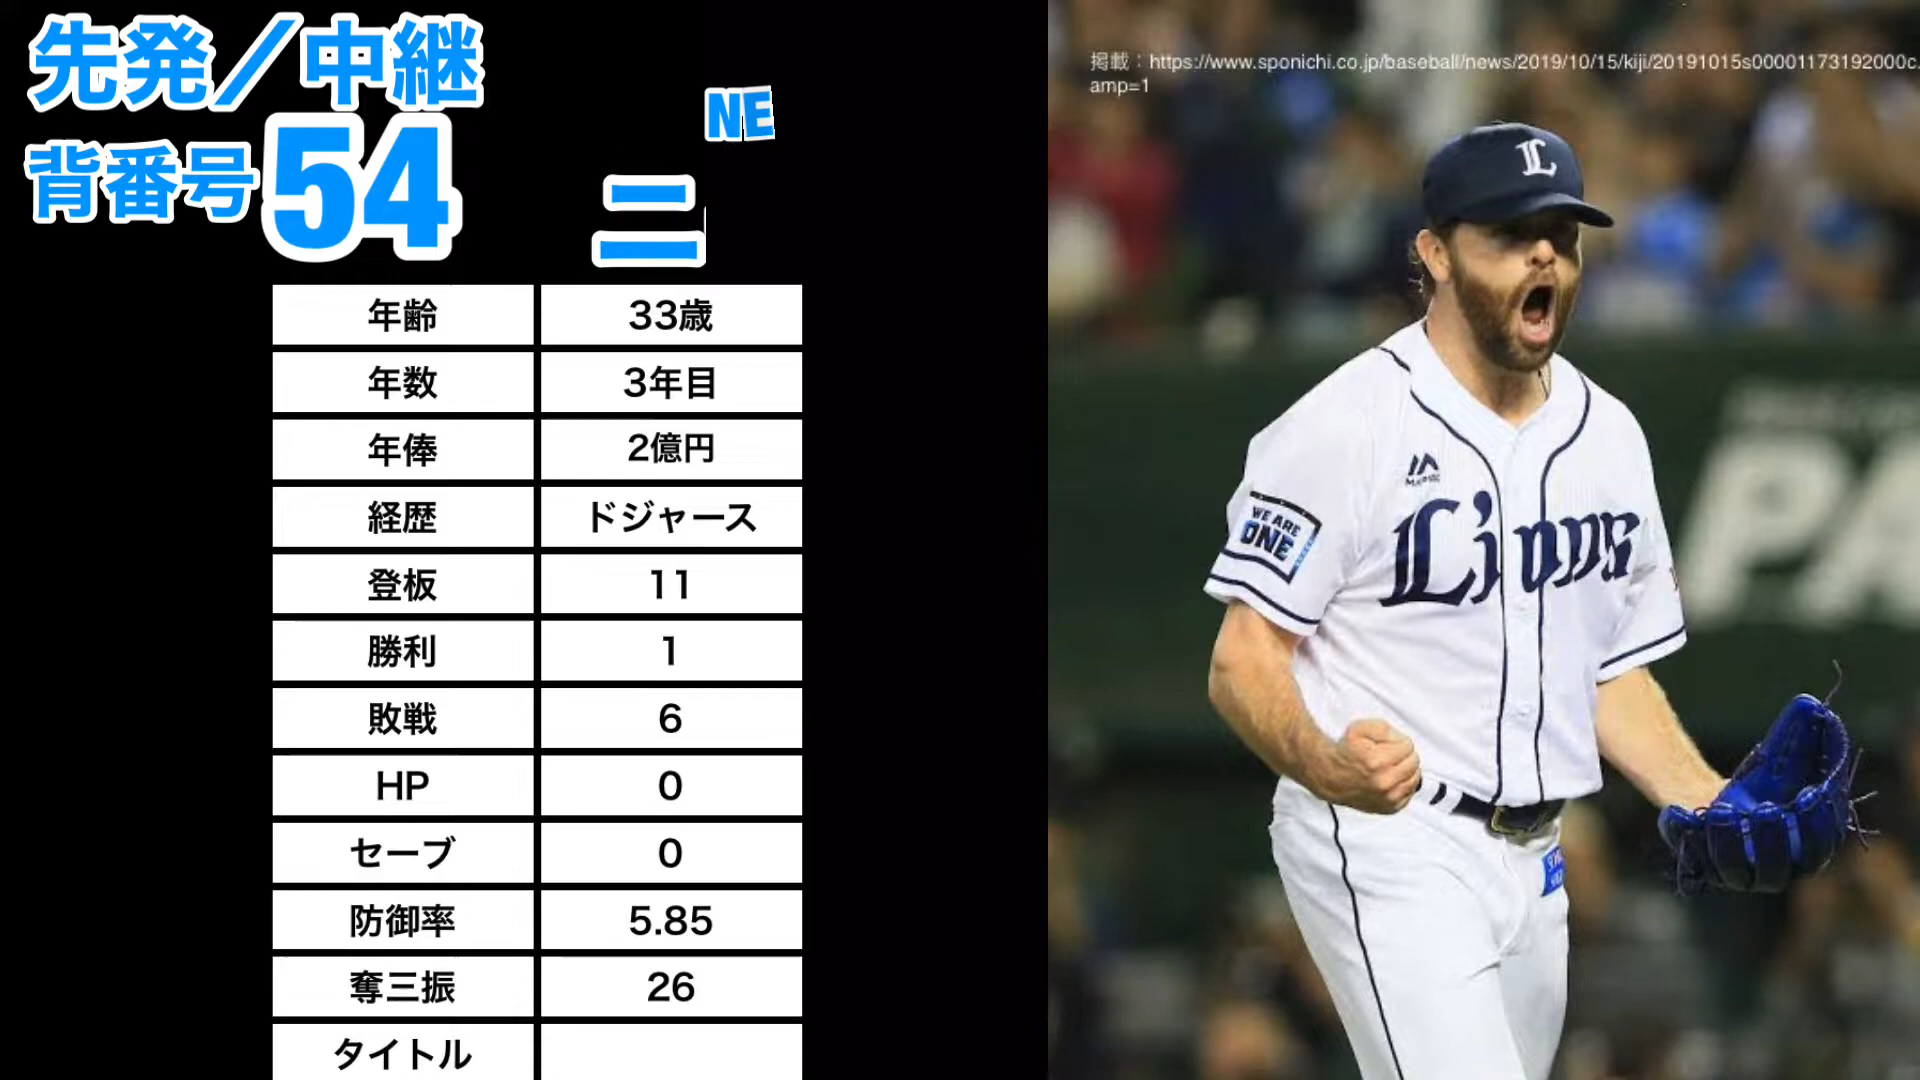 先発／中継
背番号54
NE
ニ
年齢 33歳
年数 3年目
年俸 2億円
経歴 ドジャース
登板 11
勝利 1
敗戦 6
HP 0
セーブ 0
防御率 5.85
奪三振 26
タイトル
掲載：https://www.sponichi.co.jp/baseball/news/2019/10/15/kiji/20191015s00001173192000c.
amp=1
L
WE ARE
ONE
Lions
PA